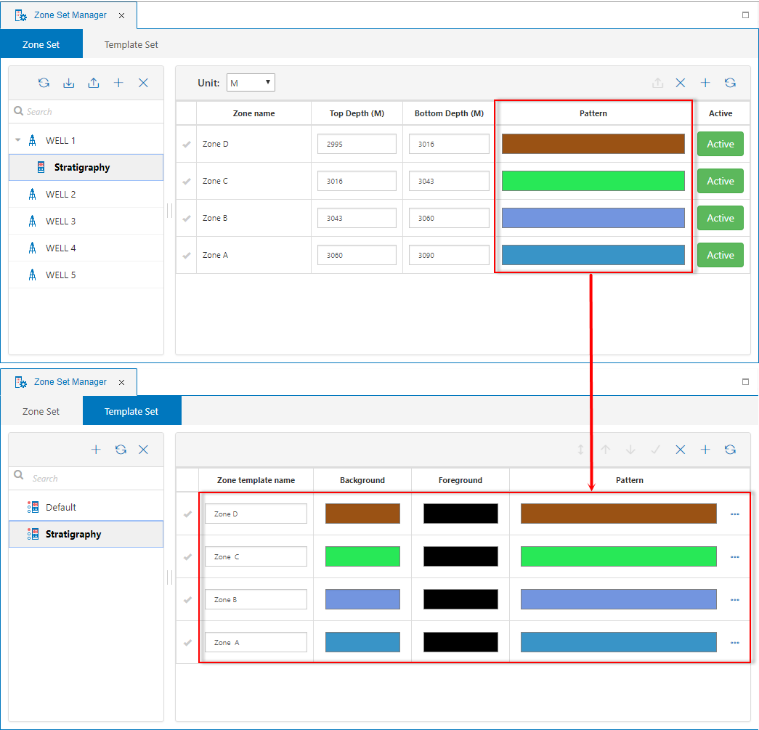 Zone Set Manager ×
Zone Set Template Set
Search
Unit: M
Zone name Top Depth (M) Bottom Depth (M) Pattern Active
WELL 1
Zone D 2995 3016 Active
Stratigraphy
Zone C 3016 3043 Active
WELL 2
Zone B 3043 3060 Active
WELL 3
WELL 4
Zone A 3060 3090 Active
WELL 5
Zone Set Manager ×
Zone Set Template Set
Search
Zone template name Background Foreground Pattern
Default
Zone D
Stratigraphy
Zone C
Zone B
Zone A